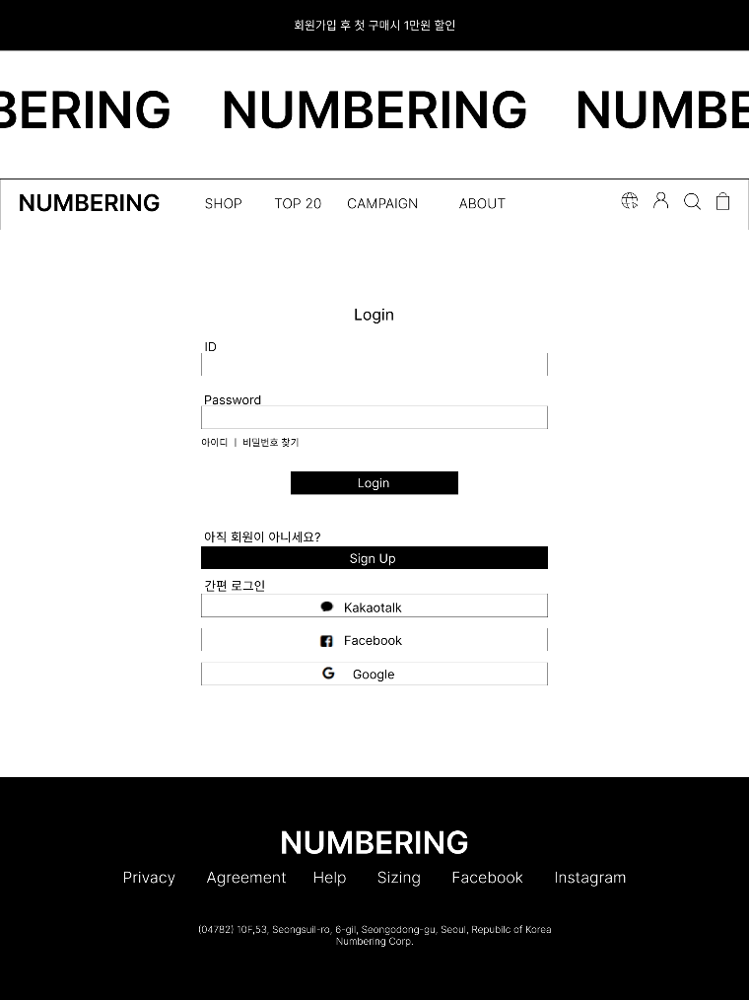 회원가입 후 첫 구매시 1만원 할인
BERING NUMBERING NUMBE
NUMBERING SHOP TOP 20 CAMPAIGN ABOUT
Login
ID
Password
아이디 | 비밀번호 찾기
Login
아직 회원이 아니세요?
Sign Up
간편 로그인
Kakaotalk
Facebook
Google
NUMBERING
Privacy Agreement Help Sizing Facebook Instagram
(04782) 10F,53, Seongsuil-ro, 6-gil, Seongodong-gu, Seoul, Republic of Korea
Numbering Corp.